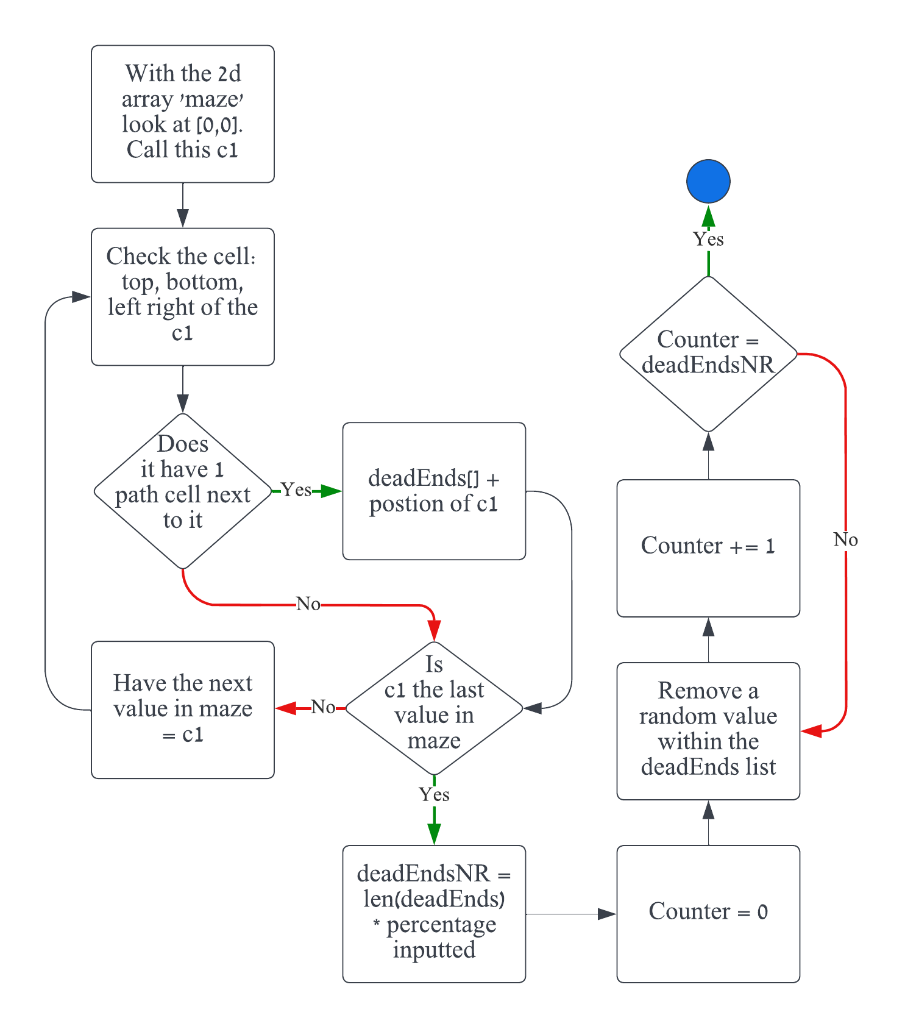 With the 2d
array 'maze'
look at [0,0].
Call this c1
Check the cell:
top, bottom,
left right of the
c1
Does
it have 1
path cell next
to it
Yes
deadEnds[] +
postion of c1
No
Is
c1 the last
value in
maze
No
Have the next
value in maze
= c1
Yes
deadEndsNR =
len(deadEnds)
* percentage
inputted
Counter = 0
Remove a
random value
within the
deadEnds list
Counter += 1
Counter =
deadEndsNR
No
Yes